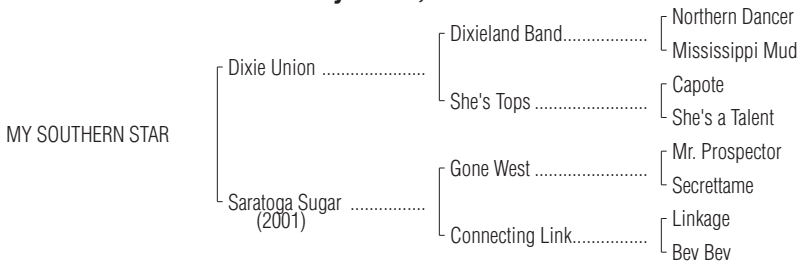 Northern Dancer
Dixieland Band..................
Mississippi Mud
Dixie Union ......................
Capote
She's Tops ........................
She's a Talent
MY SOUTHERN STAR
Mr. Prospector
Gone West ........................
Secrettame
Saratoga Sugar ................
(2001)
Linkage
Connecting Link................
Bev Bev